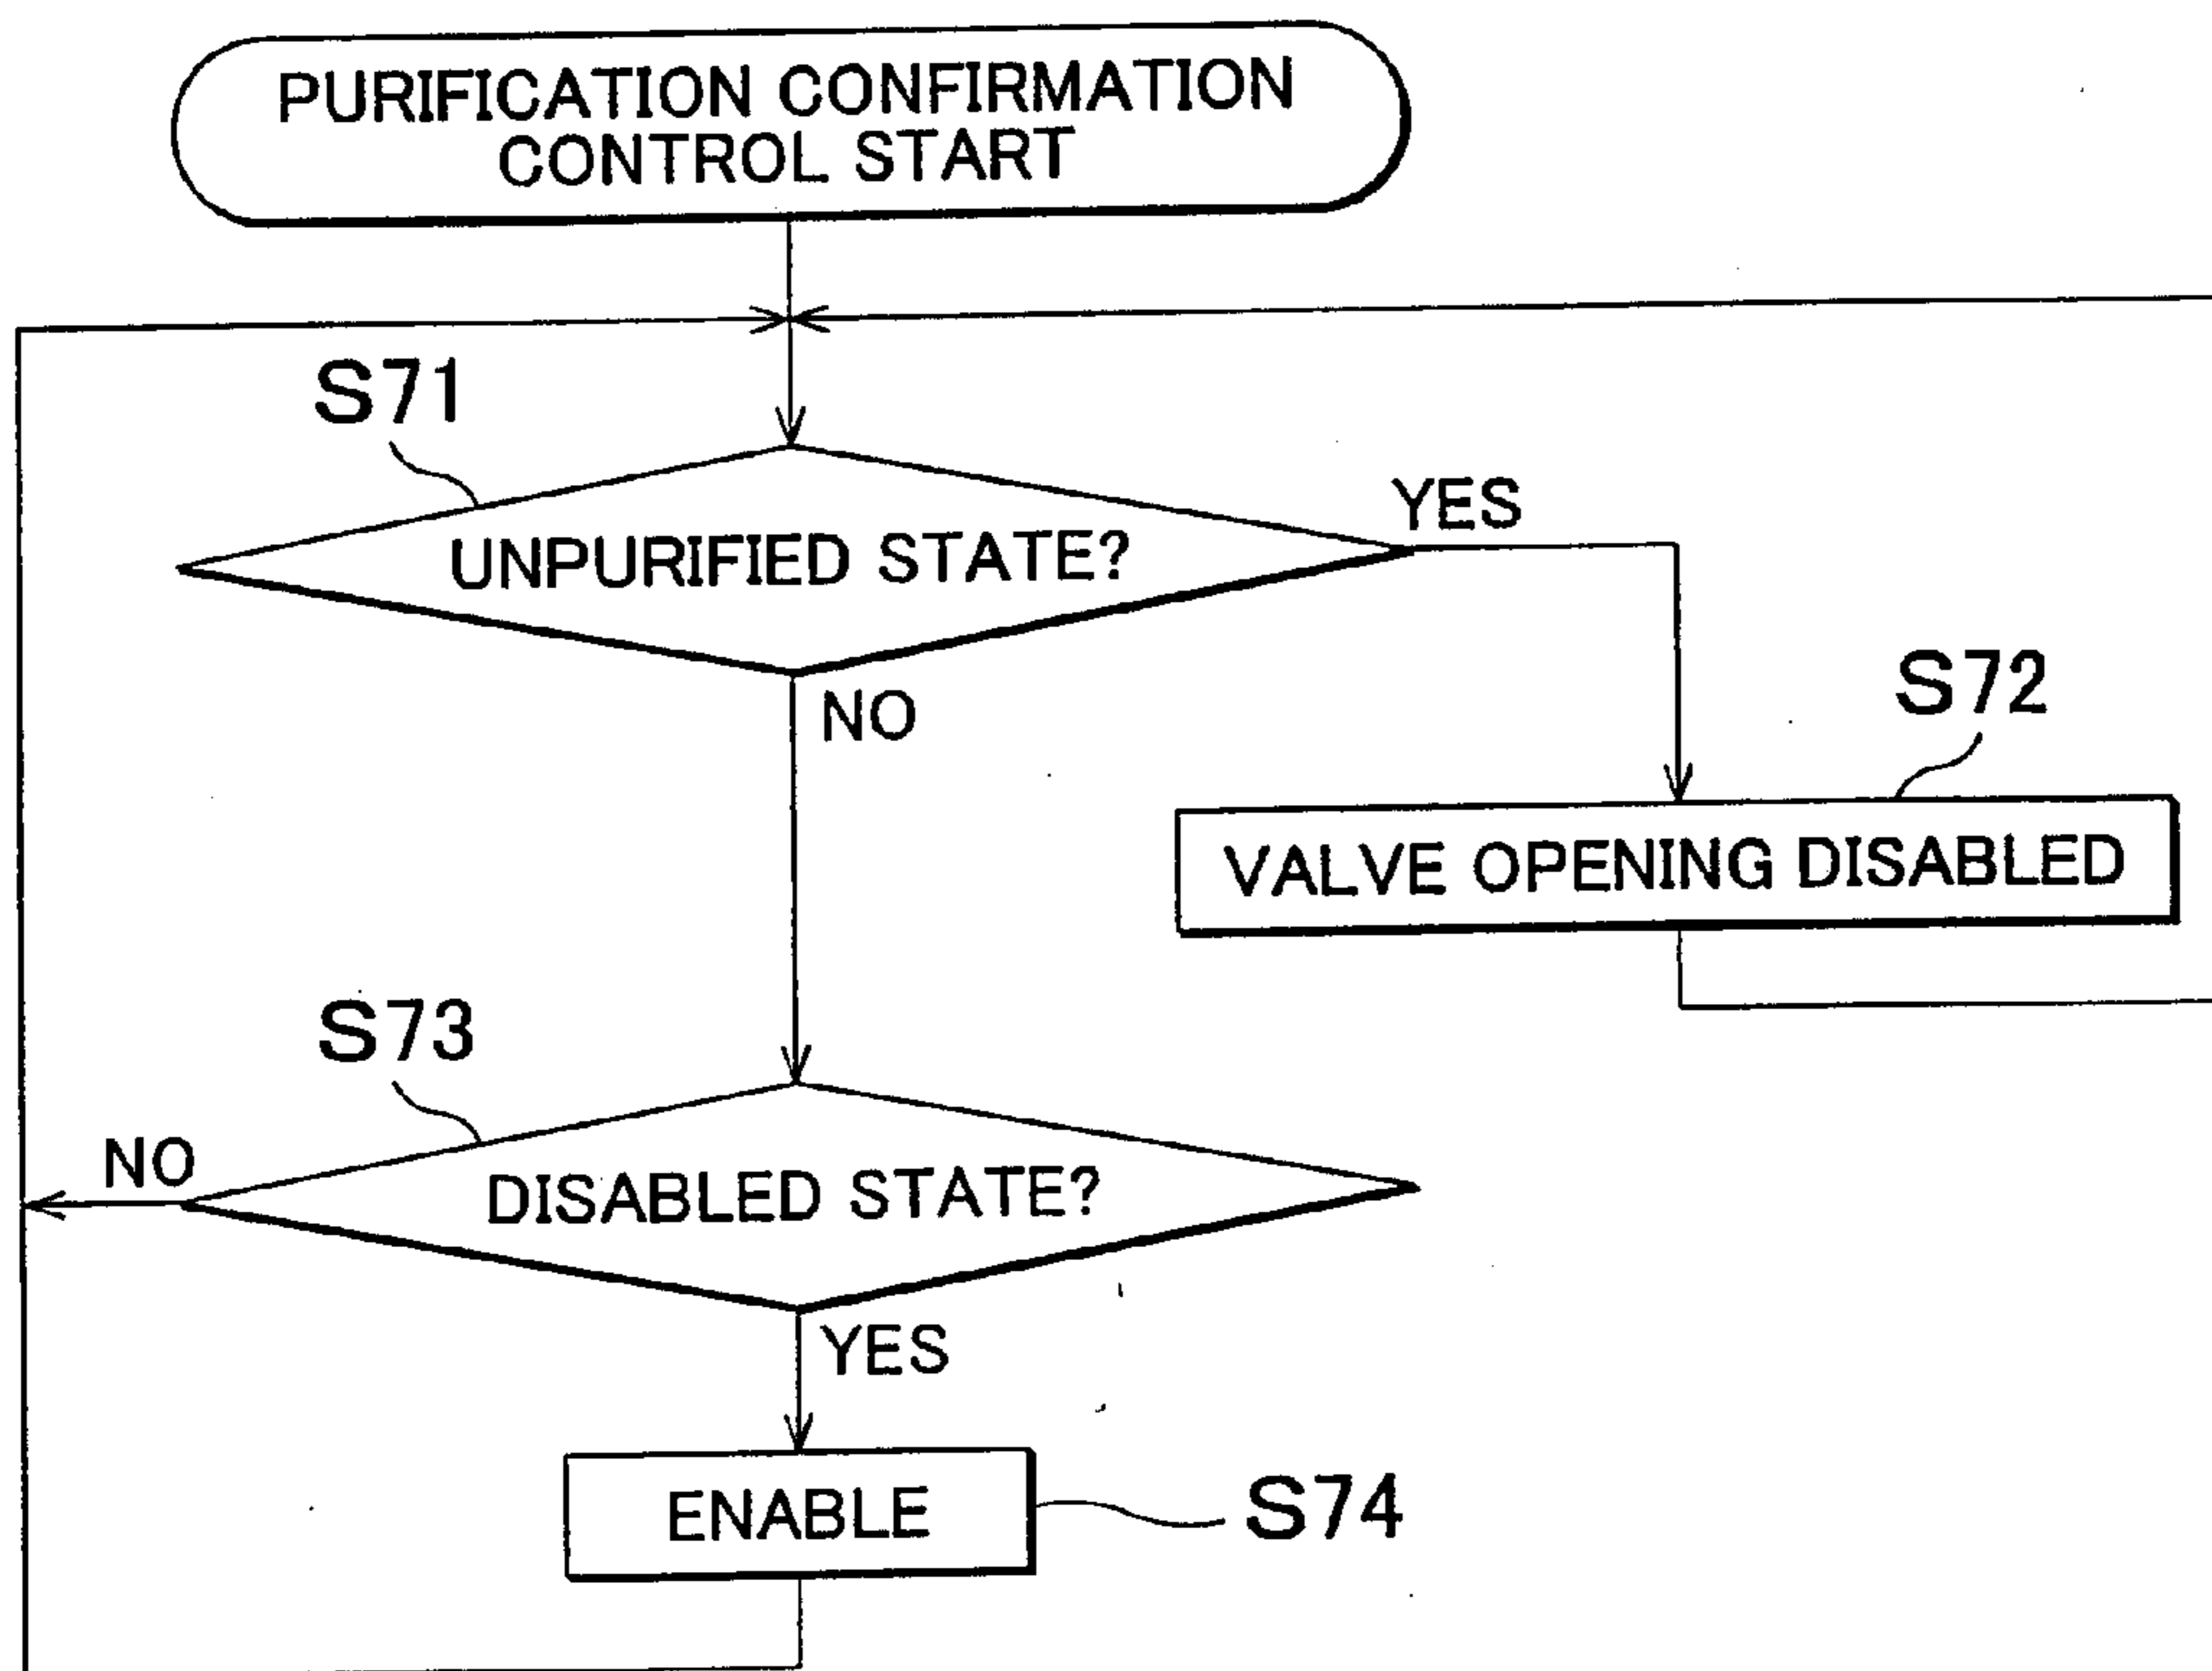 PURIFICATION CONFIRMATION
CONTROL START
S71
UNPURIFIED STATE?
YES
NO
S72
VALVE OPENING DISABLED
S73
NO
DISABLED STATE?
YES
ENABLE
S74